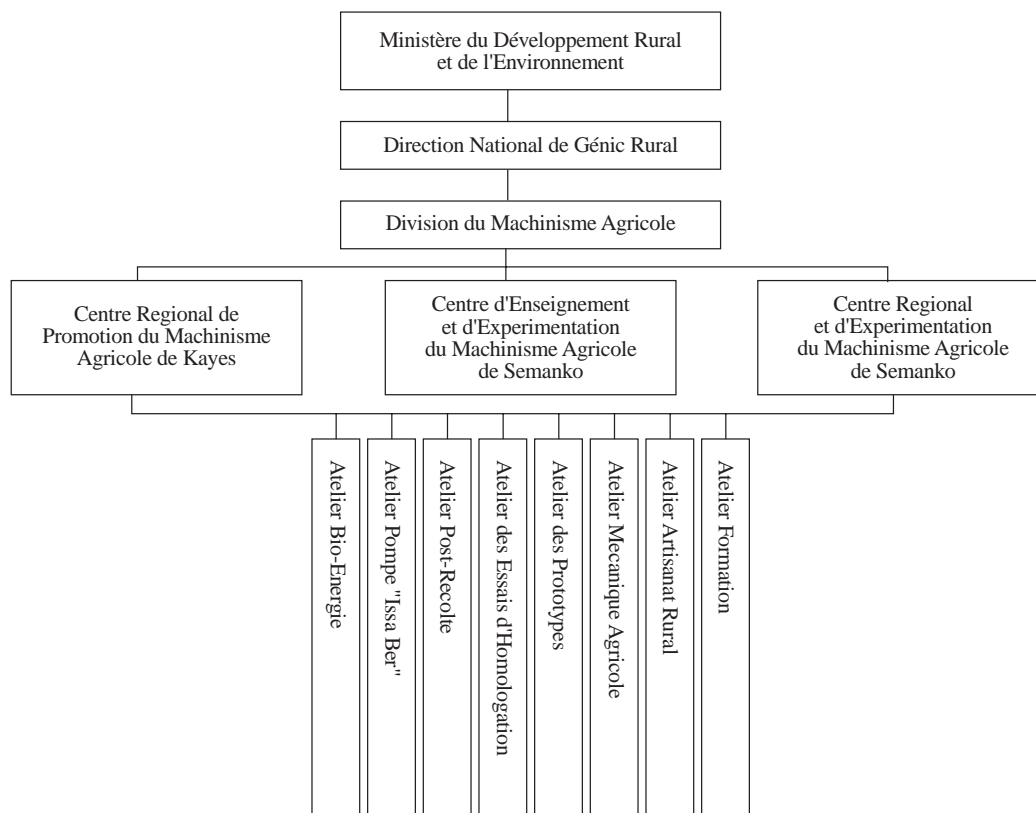 Ministère du Développement Rural
et de l'Environnement
Direction National de Génic Rural
Division du Machinisme Agricole
Centre Regional de
Promotion du Machinisme
Agricole de Kayes
Centre d'Enseignement
et d'Experimentation
du Machinisme Agricole
de Semanko
Centre Regional
et d'Experimentation
du Machinisme Agricole
de Semanko
Atelier Bio-Energie
Atelier Pompe "Issa Ber"
Atelier Post-Recolte
Atelier des Essais d'Homologation
Atelier des Prototypes
Atelier Mecanique Agricole
Atelier Artisanat Rural
Atelier Formation